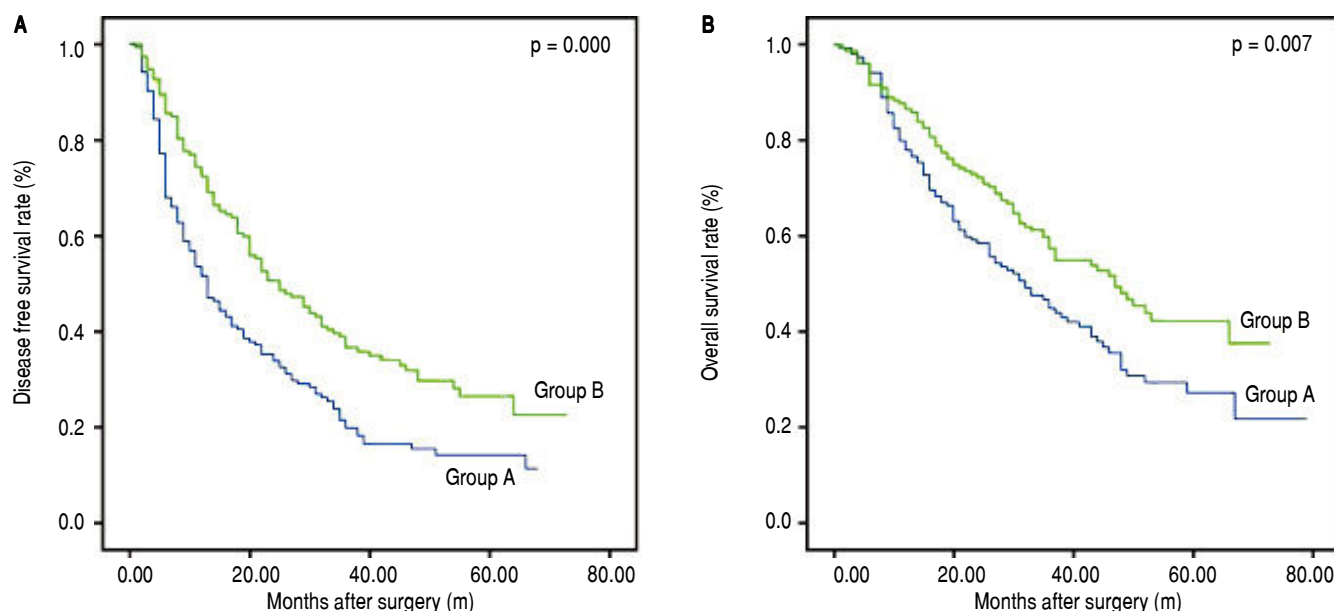 A
p = 0.000
Disease free survival rate (%)
1.0
0.8
0.6
0.4
0.2
0.0
Group B
Group A
0.00 20.00 40.00 60.00 80.00
Months after surgery (m)
B
p = 0.007
Overall survival rate (%)
1.0
0.8
0.6
0.4
0.2
0.0
Group B
Group A
0.00 20.00 40.00 60.00 80.00
Months after surgery (m)